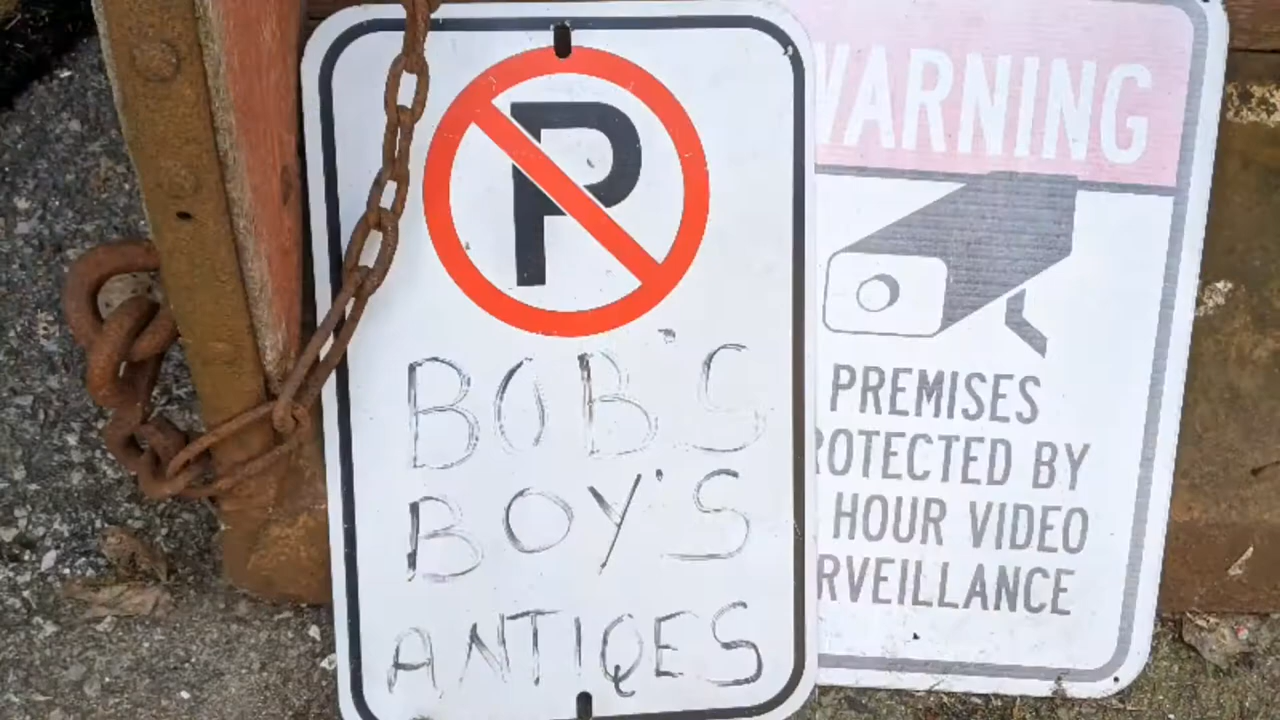 P
BOB'S
BOY'S
ANTIQES
WARNING
PREMISES
ROTECTED BY
HOUR VIDEO
RVEILLANCE